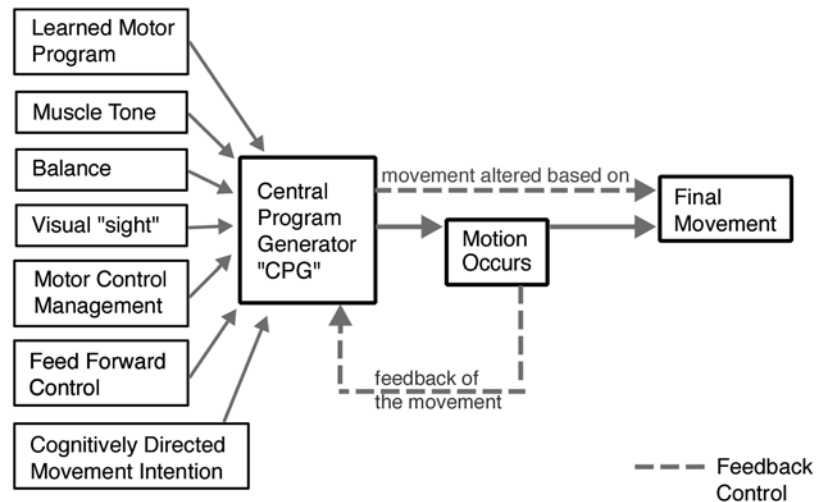 Learned Motor
Program
Muscle Tone
Balance
Visual "sight"
Motor Control
Management
Feed Forward
Control
Cognitively Directed
Movement Intention
Central
Program
Generator
"CPG"
movement altered based on
Motion
Occurs
Final
Movement
feedback of
the movement
Feedback
Control